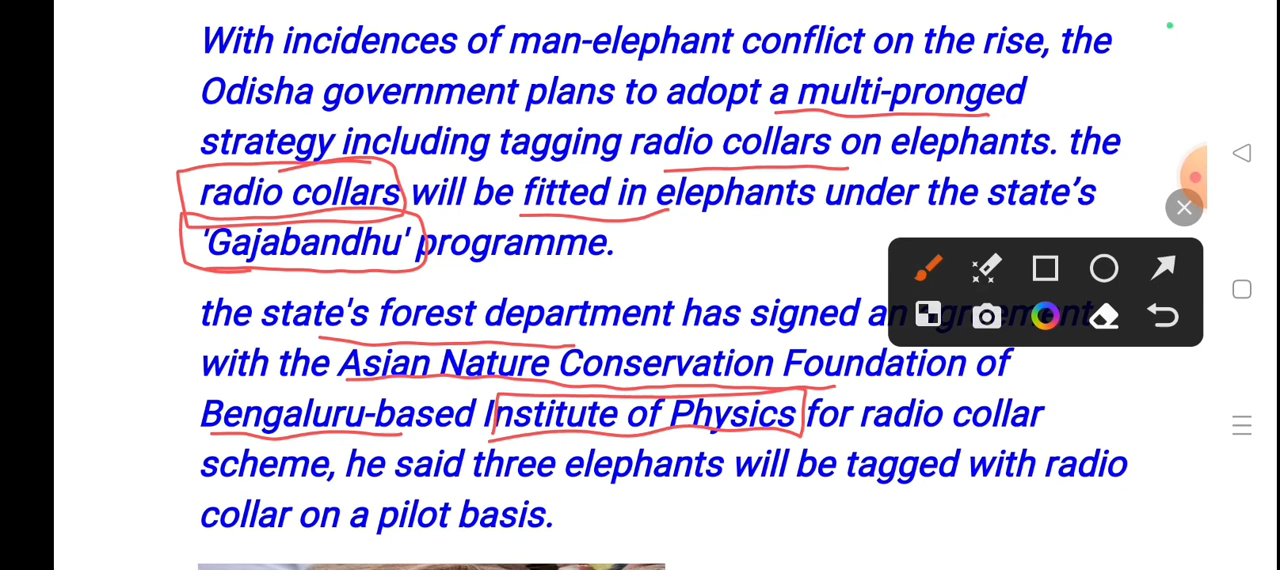 With incidences of man-elephant conflict on the rise, the
Odisha government plans to adopt a multi-pronged
strategy including tagging radio collars on elephants. the
radio collars will be fitted in elephants under the state's
'Gajabandhu' programme.
the state's forest department has signed an agreement
with the Asian Nature Conservation Foundation of
Bengaluru-based Institute of Physics for radio collar
scheme, he said three elephants will be tagged with radio
collar on a pilot basis.